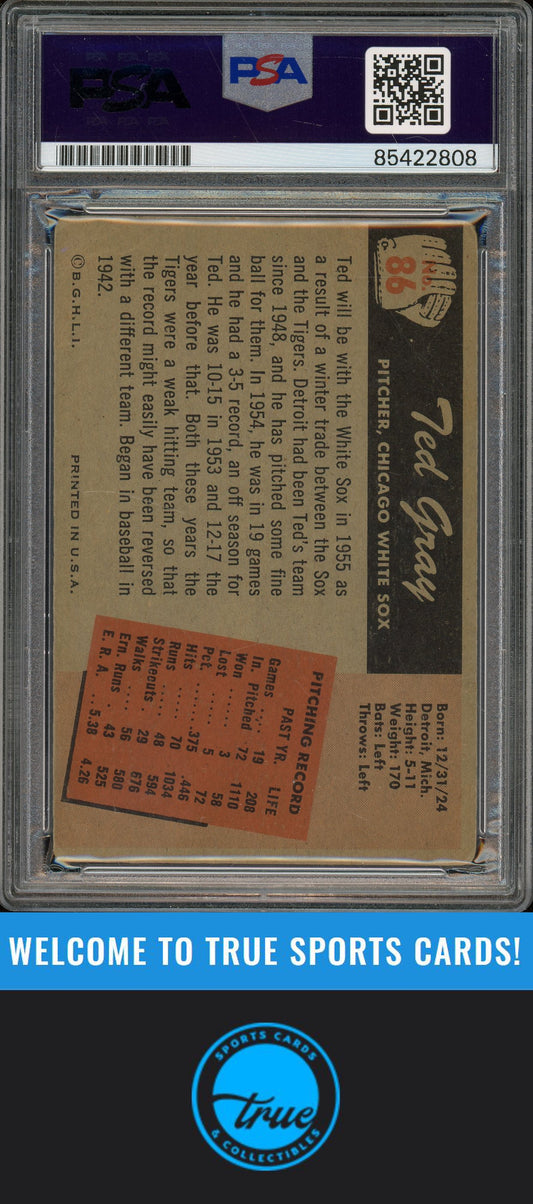 PSA
PSA
PSA
85422808
No.
86
Ted Gray
PITCHER, CHICAGO WHITE SOX
Born: 12/31/24
Detroit, Mich.
Height: 5-11
Weight: 170
Bats: Left
Throws: Left
Ted will be with the White Sox in 1955 as
a result of a winter trade between the Sox
and the Tigers. Detroit had been Ted's team
since 1948, and he has pitched some fine
ball for them. In 1954, he was in 19 games
and he had a 3-5 record, an off season for
Ted. He was 10-15 in 1953 and 12-17 the
year before that. Both these years the
Tigers were a weak hitting team, so that
the record might easily have been reversed
with a different team. Began in baseball in
1942.
PITCHING RECORD
PAST YR. LIFE
Games 19 208
In. Pitched 72 1110
Won ...... 3 58
Lost ...... 5 72
Pct. ..... .375 .446
Hits ..... 70 1034
Runs ..... 48 594
Strikeouts .. 29 676
Walks ..... 56 580
Ern. Runs 43 525
E. R. A. ... 5.38 4.26
©B.G.H.L.I. PRINTED IN U.S.A.
WELCOME TO TRUE SPORTS CARDS!
SPORTS CARDS
true
& COLLECTIBLES